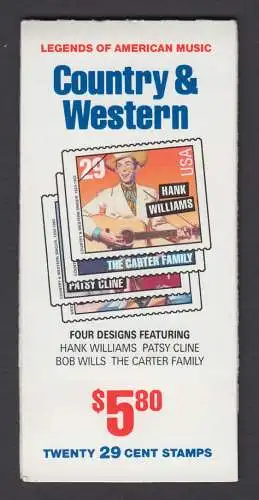 LEGENDS OF AMERICAN MUSIC
Country &
Western
29
USA
HANK
WILLIAMS
THE CARTER FAMILY
PATSY CLINE
FOUR DESIGNS FEATURING
HANK WILLIAMS PATSY CLINE
BOB WILLS THE CARTER FAMILY
$5.80
TWENTY 29 CENT STAMPS